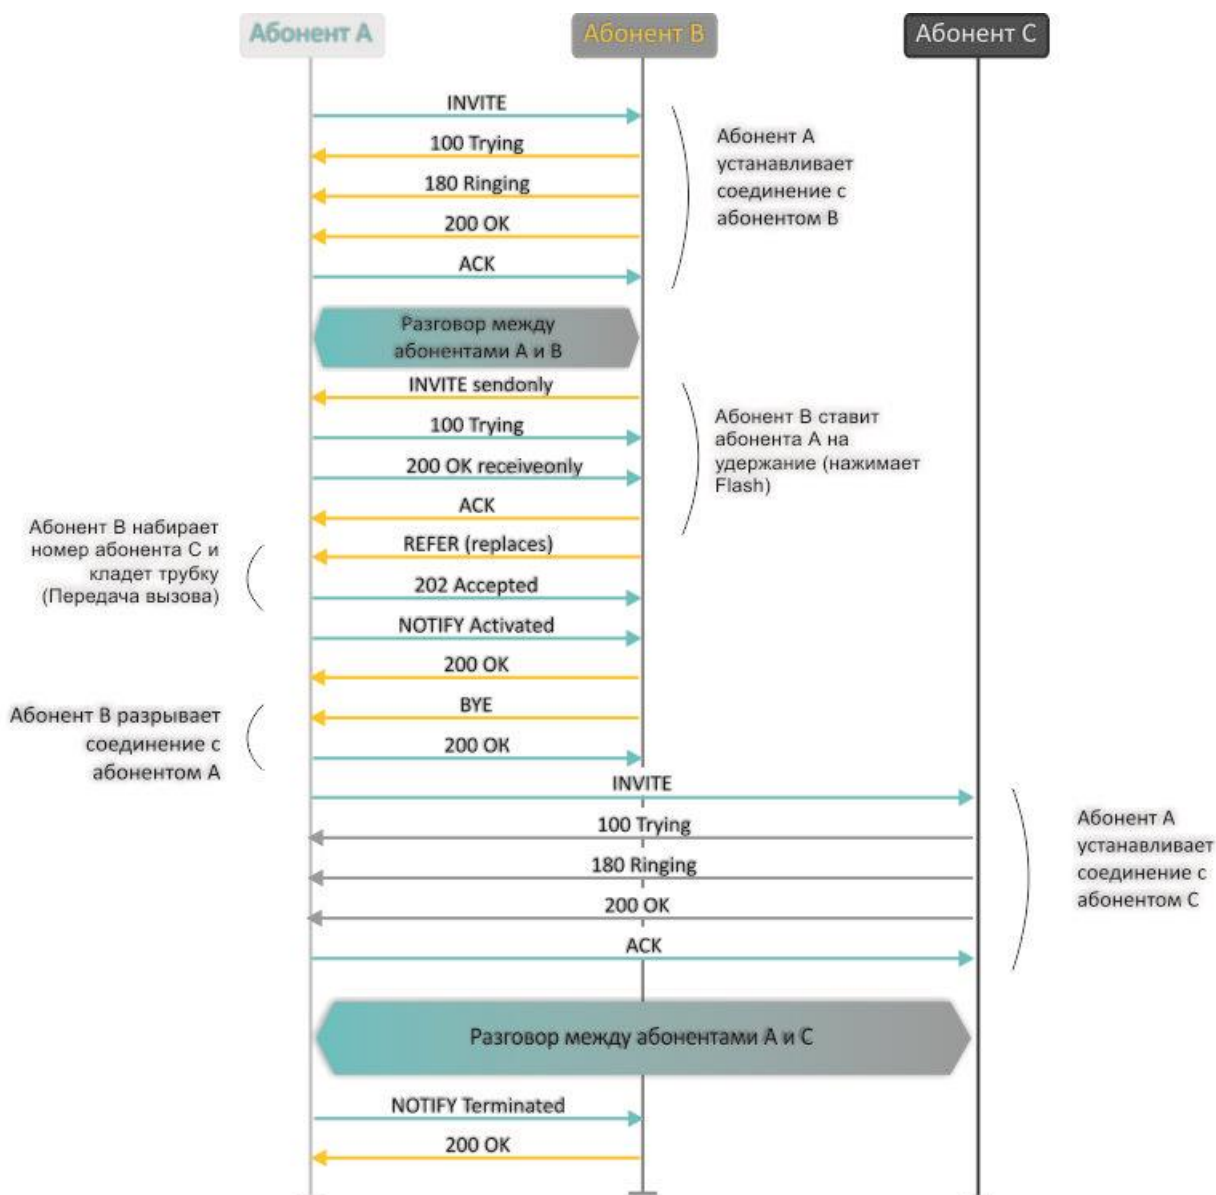 Абонент А
Абонент В
Абонент С
INVITE
100 Trying
180 Ringing
200 OK
ACK
Абонент А
устанавливает
соединение с
абонентом В
Разговор между
абонентами А и В
INVITE sendonly
100 Trying
200 OK receiveonly
ACK
Абонент В ставит
абонента А на
удержание (нажимает
Flash)
REFER (replaces)
202 Accepted
Абонент В набирает
номер абонента С и
кладет трубку
(Передача вызова)
NOTIFY Activated
200 OK
BYE
200 OK
Абонент В разрывает
соединение с
абонентом А
INVITE
100 Trying
180 Ringing
200 OK
ACK
Абонент А
устанавливает
соединение с
абонентом С
Разговор между абонентами А и С
NOTIFY Terminated
200 OK